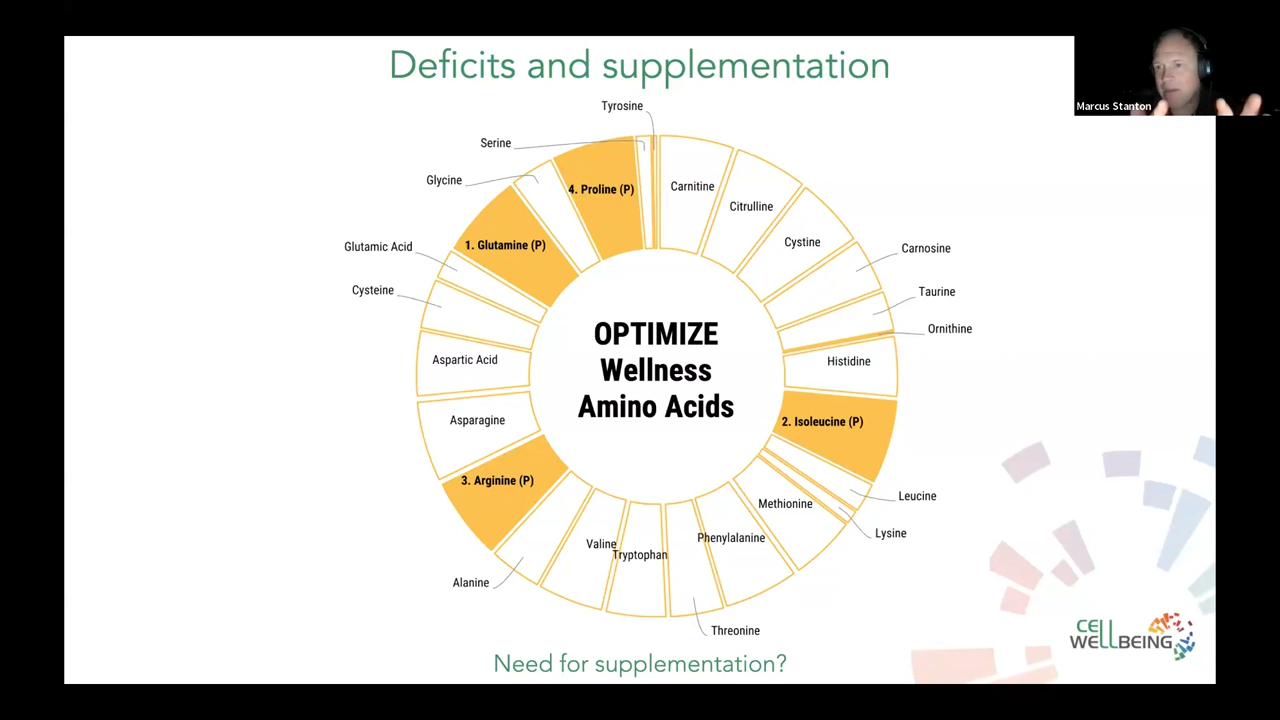 Deficits and supplementation
Marcus Stanton
Tyrosine
Serine
Glycine
4. Proline (P)
Carnitine
Citrulline
1. Glutamine (P)
Cystine
Glutamic Acid
Carnosine
Cysteine
Taurine
Ornithine
OPTIMIZE
Wellness
Amino Acids
Aspartic Acid
Histidine
Asparagine
2. Isoleucine (P)
3. Arginine (P)
Leucine
Methionine
Lysine
Valine
Tryptophan
Phenylalanine
Alanine
Threonine
Need for supplementation?
CELL
WELLBEING